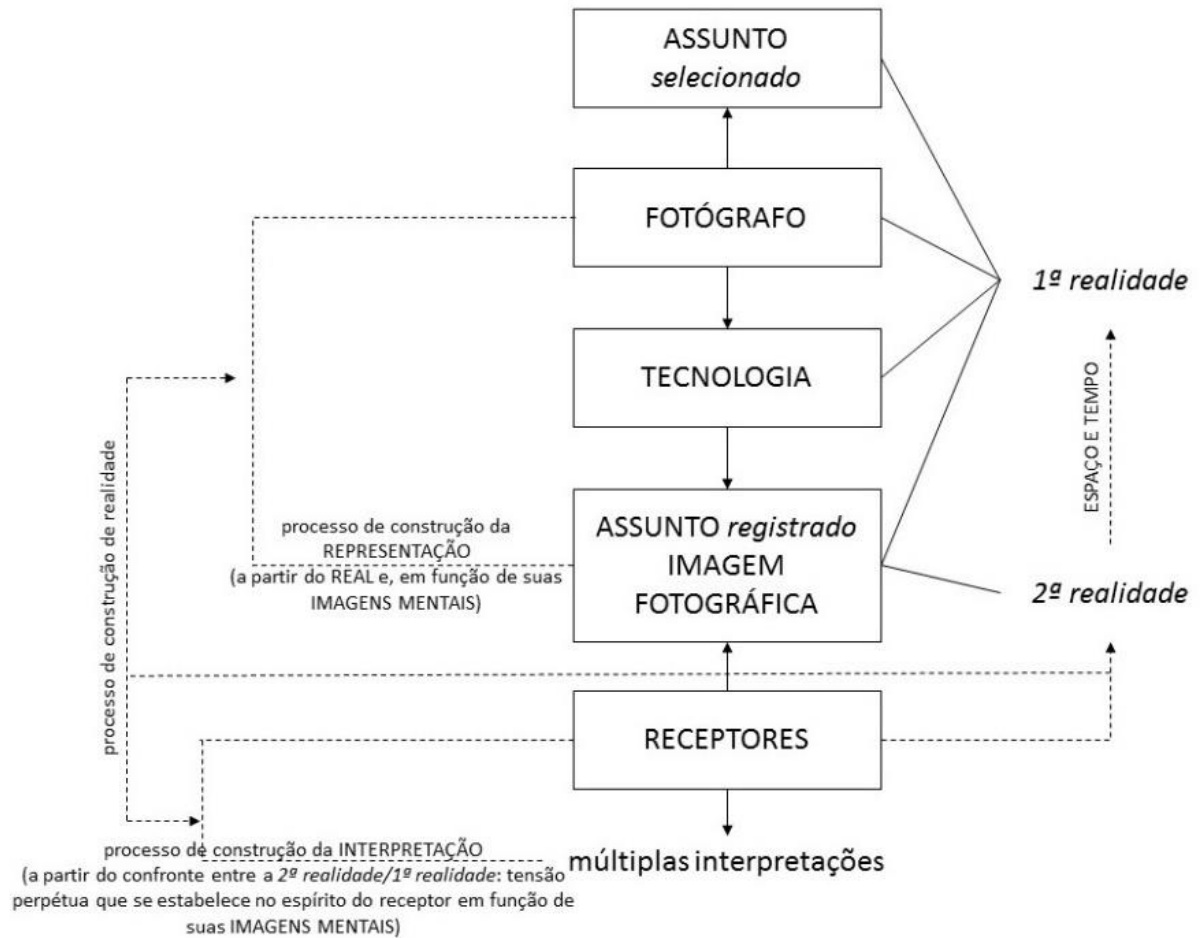 ASSUNTO
selecionado
FOTÓGRAFO
1ª realidade
TECNOLOGIA
ESPAÇO E TEMPO
processo de construção de realidade
processo de construção da
REPRESENTAÇÃO
(a partir do REAL e, em função de suas
IMAGENS MENTAIS)
ASSUNTO registrado
IMAGEM
FOTOGRÁFICA
2ª realidade
RECEPTORES
processo de construção da INTERPRETAÇÃO
(a partir do confronte entre a 2ª realidade/1ª realidade: tensão
perpétua que se estabelece no espírito do receptor em função de
suas IMAGENS MENTAIS)
múltiplas interpretações